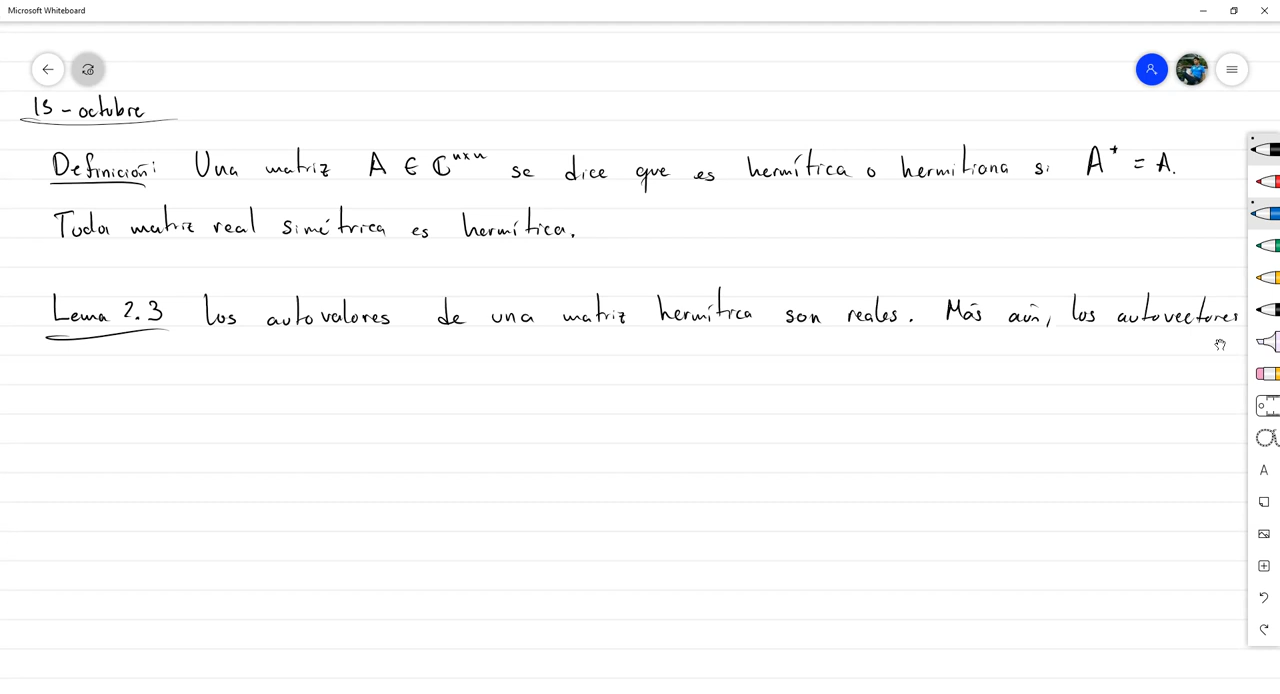 Microsoft Whiteboard
15 - octubre
Definición: Una matriz A ∈ ℂⁿˣⁿ se dice que es hermítica o hermitiana si A* = A.
Toda matriz real simétrica es hermítica.
Lema 2.3 Los autovalores de una matriz hermítica son reales. Más aún, los autovectores